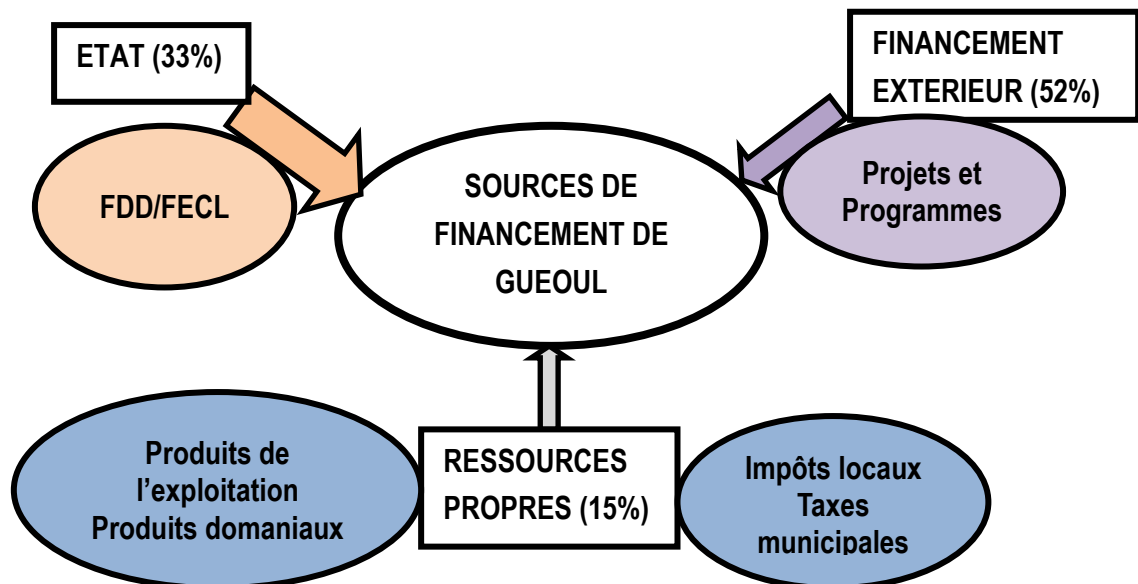 ETAT (33%)
FINANCEMENT
EXTERIEUR (52%)
FDD/FECL
SOURCES DE
FINANCEMENT DE
GUEOUL
Projets et
Programmes
Produits de
l’exploitation
Produits domaniaux
RESSOURCES
PROPRES (15%)
Impôts locaux
Taxes
municipales